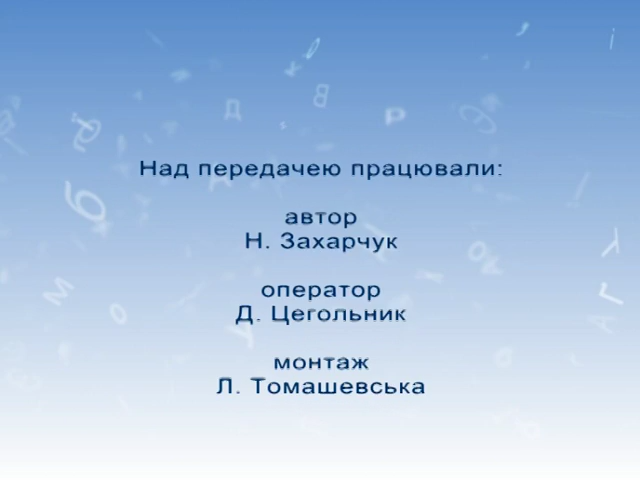 Над передачею працювали:
автор
Н. Захарчук
оператор
Д. Цегольник
монтаж
Л. Томашевська